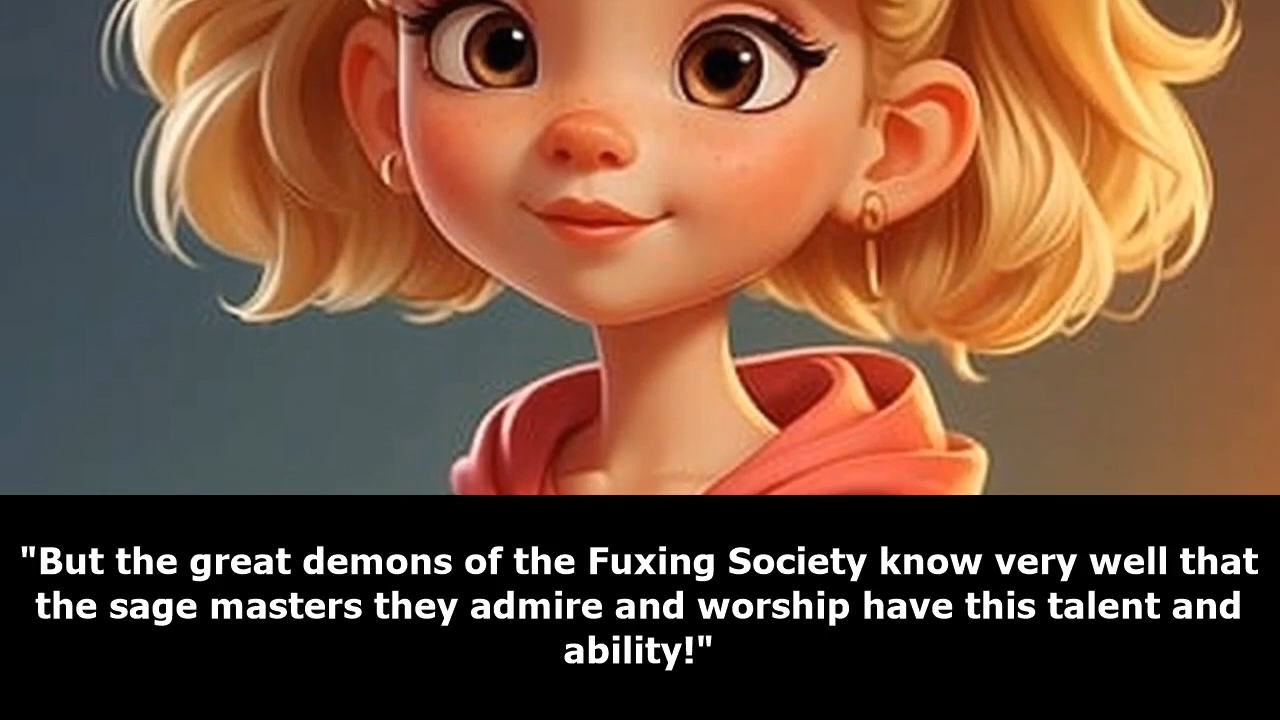 "But the great demons of the Fuxing Society know very well that
the sage masters they admire and worship have this talent and
ability!"